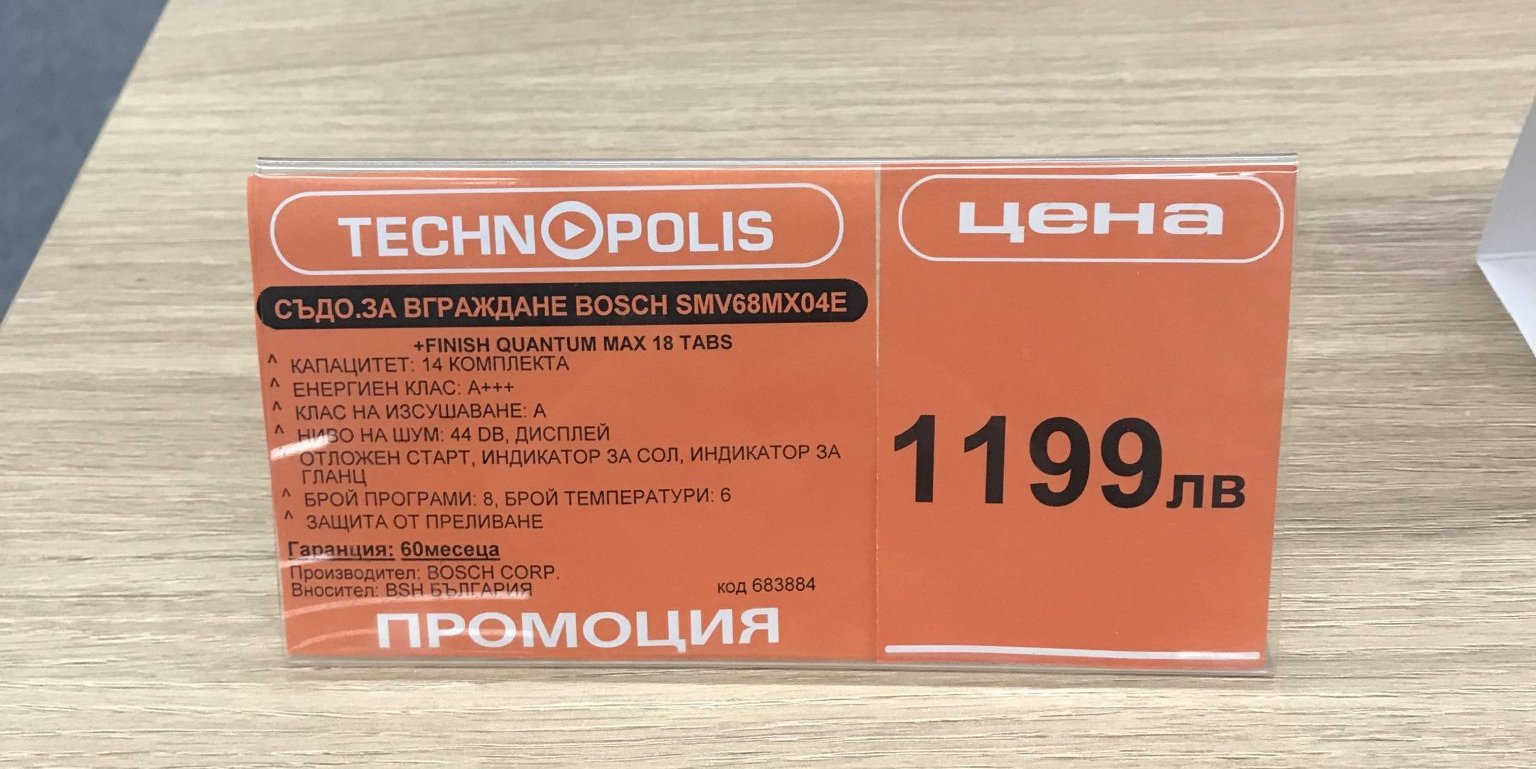 TECHNOPOLIS
СЪДО.ЗА ВГРАЖДАНЕ BOSCH SMV68MX04E
+FINISH QUANTUM MAX 18 TABS
^ КАПАЦИТЕТ: 14 КОМПЛЕКТА
^ ЕНЕРГИЕН КЛАС: A+++
^ КЛАС НА ИЗСУШАВАНЕ: А
^ НИВО НА ШУМ: 44 DB, ДИСПЛЕЙ
ОТЛОЖЕН СТАРТ, ИНДИКАТОР ЗА СОЛ, ИНДИКАТОР ЗА
ГЛАНЦ
^ БРОЙ ПРОГРАМИ: 8, БРОЙ ТЕМПЕРАТУРИ: 6
^ ЗАЩИТА ОТ ПРЕЛИВАНЕ
Гаранция: 60месеца
Производител: BOSCH CORP.
Вносител: BSH БЪЛГАРИЯ
код 683884
ПРОМОЦИЯ
цена
1199лв